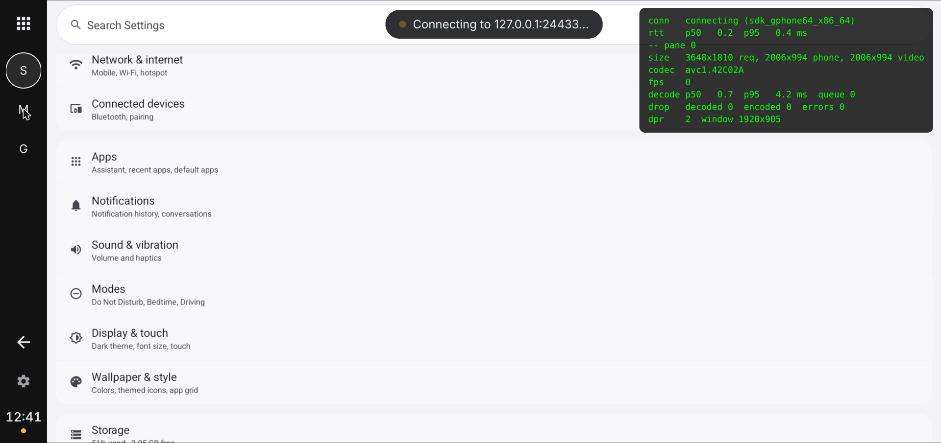 Search Settings
Connecting to 127.0.0.1:24433...
conn connecting (sdk_gphone64_x86_64)
rtt p50 0.2 p95 0.4 ms
-- pane 0
size 3648x1810 req, 2006x994 phone, 2006x994 video
codec avc1.42C02A
fps 0
decode p50 0.7 p95 4.2 ms queue 0
drop decoded 0 encoded 0 errors 0
dpr 2 window 1920x905
S
M
G
12:41
Network & internet
Mobile, Wi-Fi, hotspot
Connected devices
Bluetooth, pairing
Apps
Assistant, recent apps, default apps
Notifications
Notification history, conversations
Sound & vibration
Volume and haptics
Modes
Do Not Disturb, Bedtime, Driving
Display & touch
Dark theme, font size, touch
Wallpaper & style
Colors, themed icons, app grid
Storage